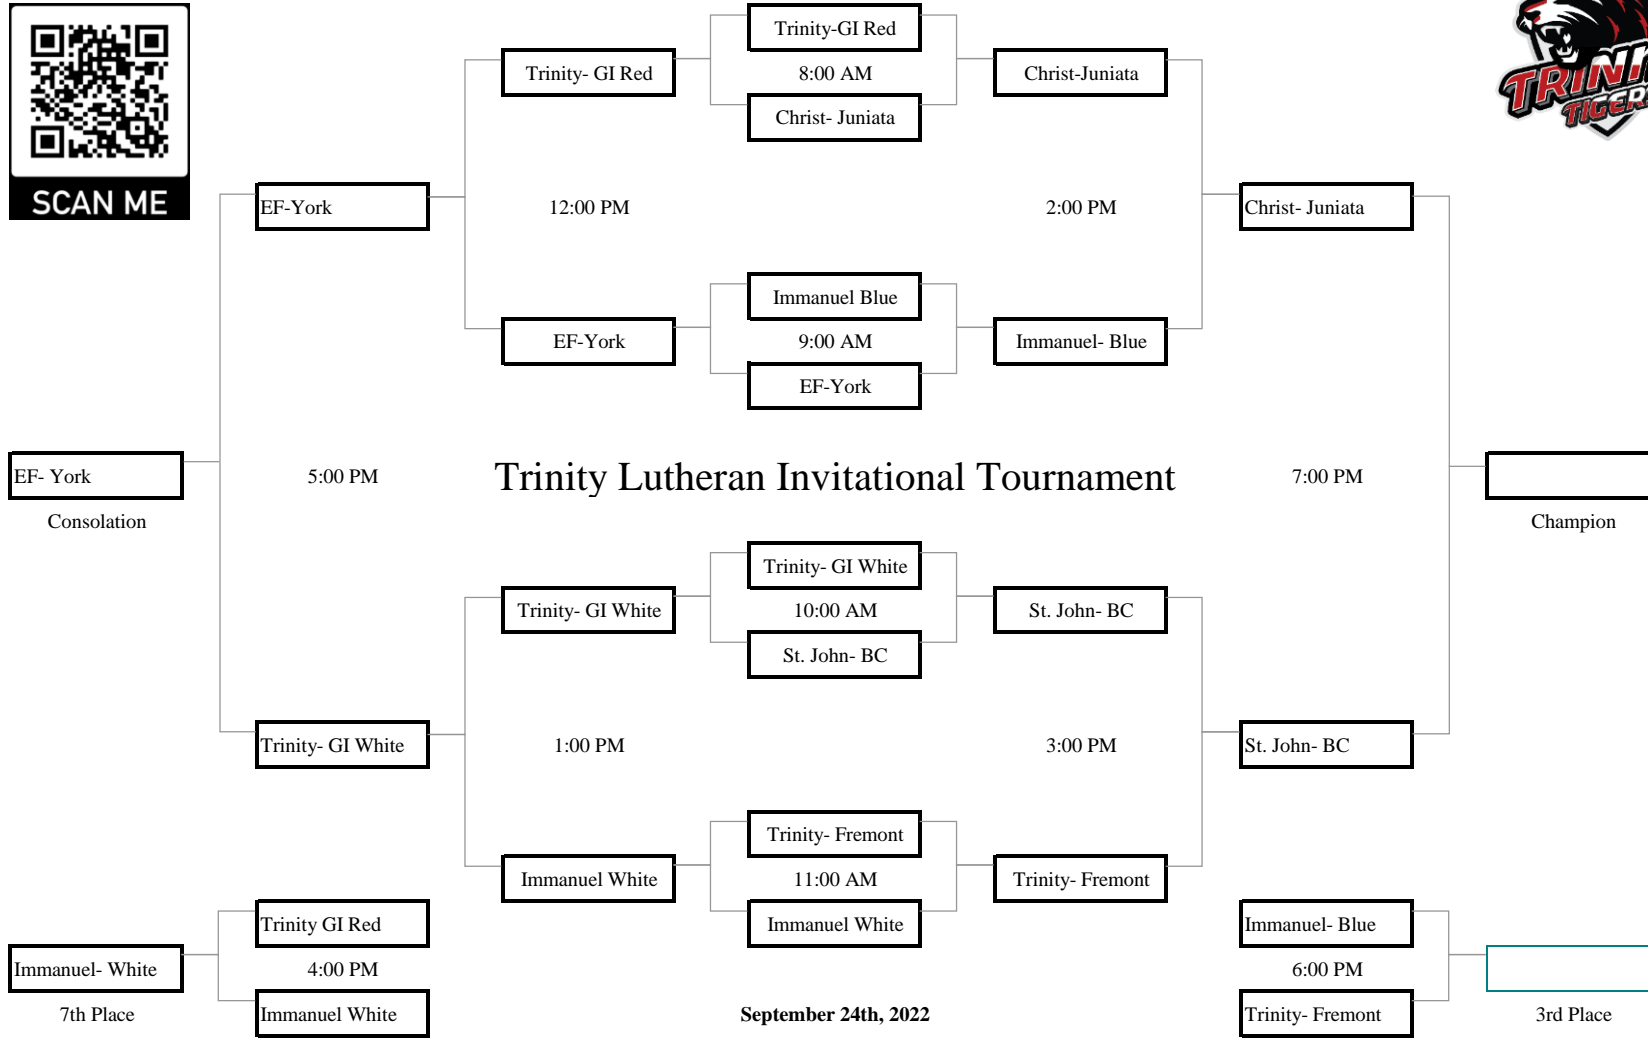 Trinity-GI Red
Trinity- GI Red
8:00 AM
Christ-Juniata
Christ- Juniata
SCAN ME
TRINITY
TIGERS
EF-York
12:00 PM
2:00 PM
Christ- Juniata
Immanuel Blue
EF-York
9:00 AM
Immanuel- Blue
EF-York
EF- York
5:00 PM
Trinity Lutheran Invitational Tournament
7:00 PM
Consolation
Champion
Trinity- GI White
Trinity- GI White
10:00 AM
St. John- BC
St. John- BC
Trinity- GI White
1:00 PM
3:00 PM
St. John- BC
Trinity- Fremont
Immanuel White
11:00 AM
Trinity- Fremont
Trinity GI Red
Immanuel White
Immanuel- Blue
Immanuel- White
4:00 PM
6:00 PM
7th Place
Immanuel White
September 24th, 2022
Trinity- Fremont
3rd Place